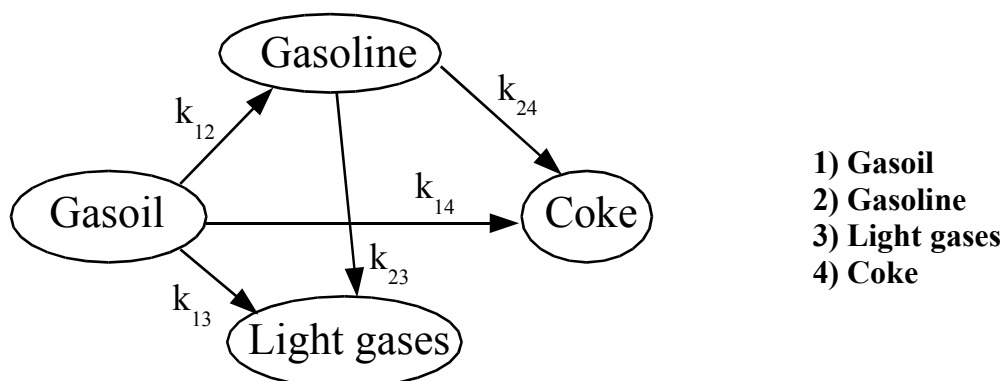 Gasoline
k12
k24
Gasoil
k14
Coke
k13
k23
Light gases
1) Gasoil
2) Gasoline
3) Light gases
4) Coke